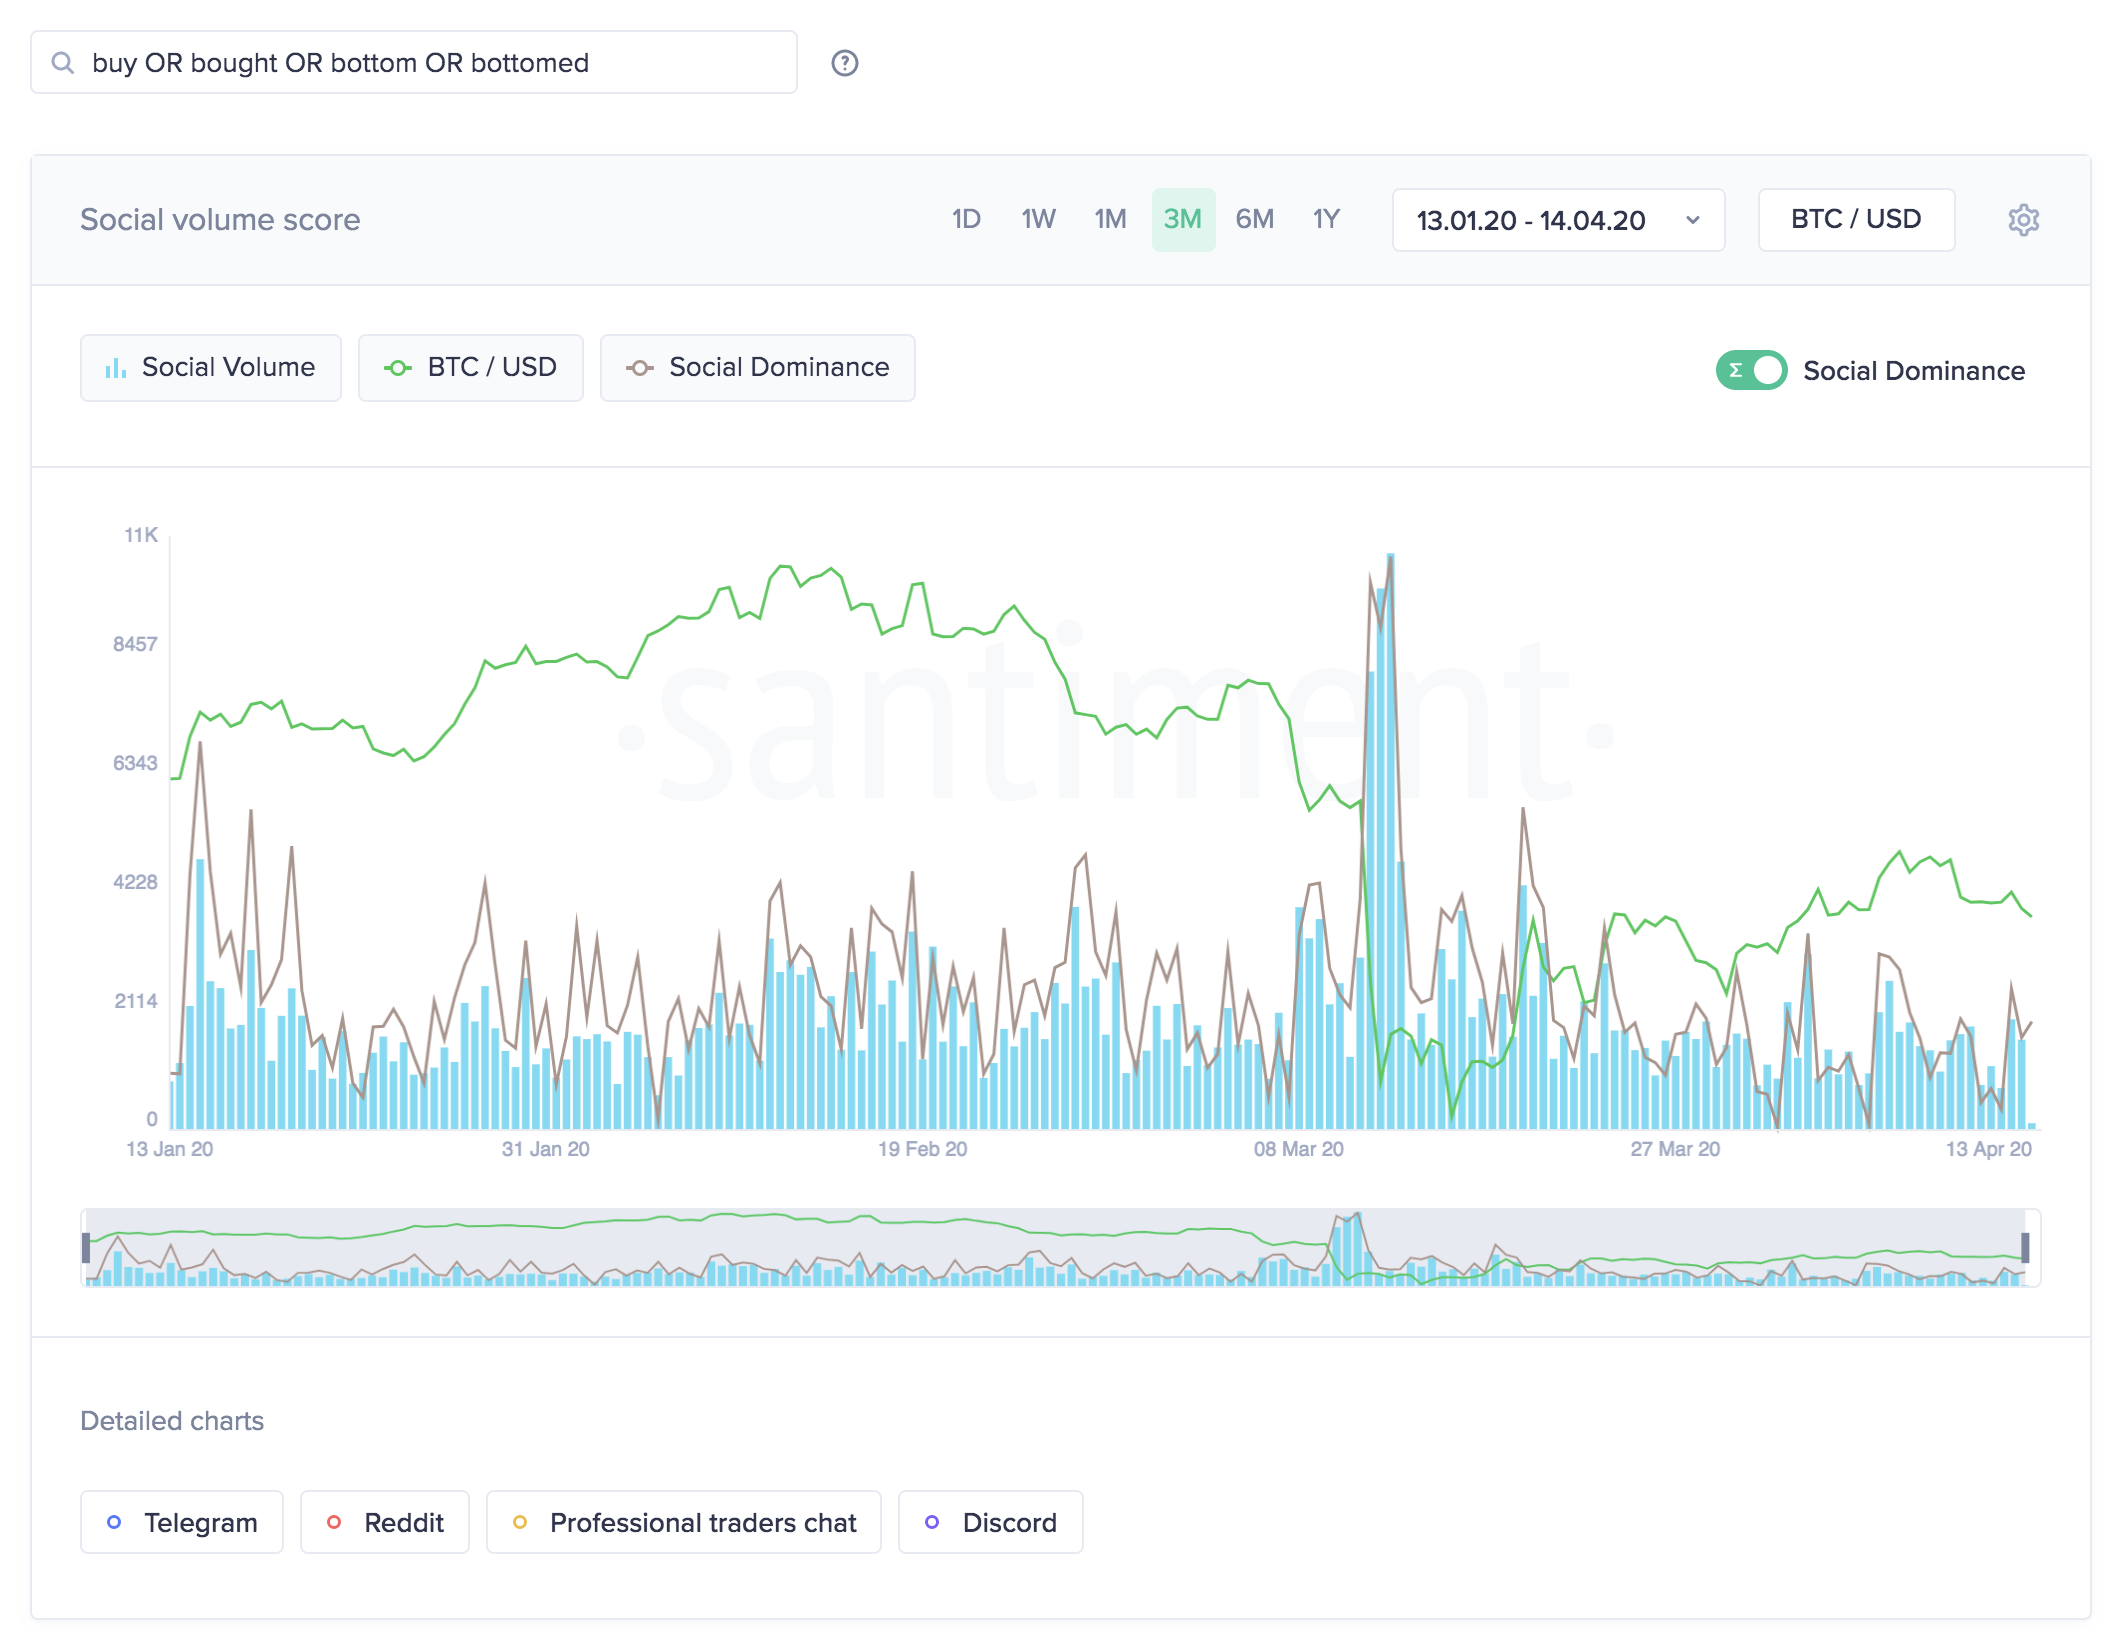 buy OR bought OR bottom OR bottomed
?
Social volume score
1D 1W 1M 3M 6M 1Y
13.01.20 - 14.04.20
BTC / USD
Social Volume
BTC / USD
Social Dominance
Σ
Social Dominance
11K
8457
6343
4228
2114
0
·santiment·
13 Jan 20
31 Jan 20
19 Feb 20
08 Mar 20
27 Mar 20
13 Apr 20
Detailed charts
Telegram
Reddit
Professional traders chat
Discord